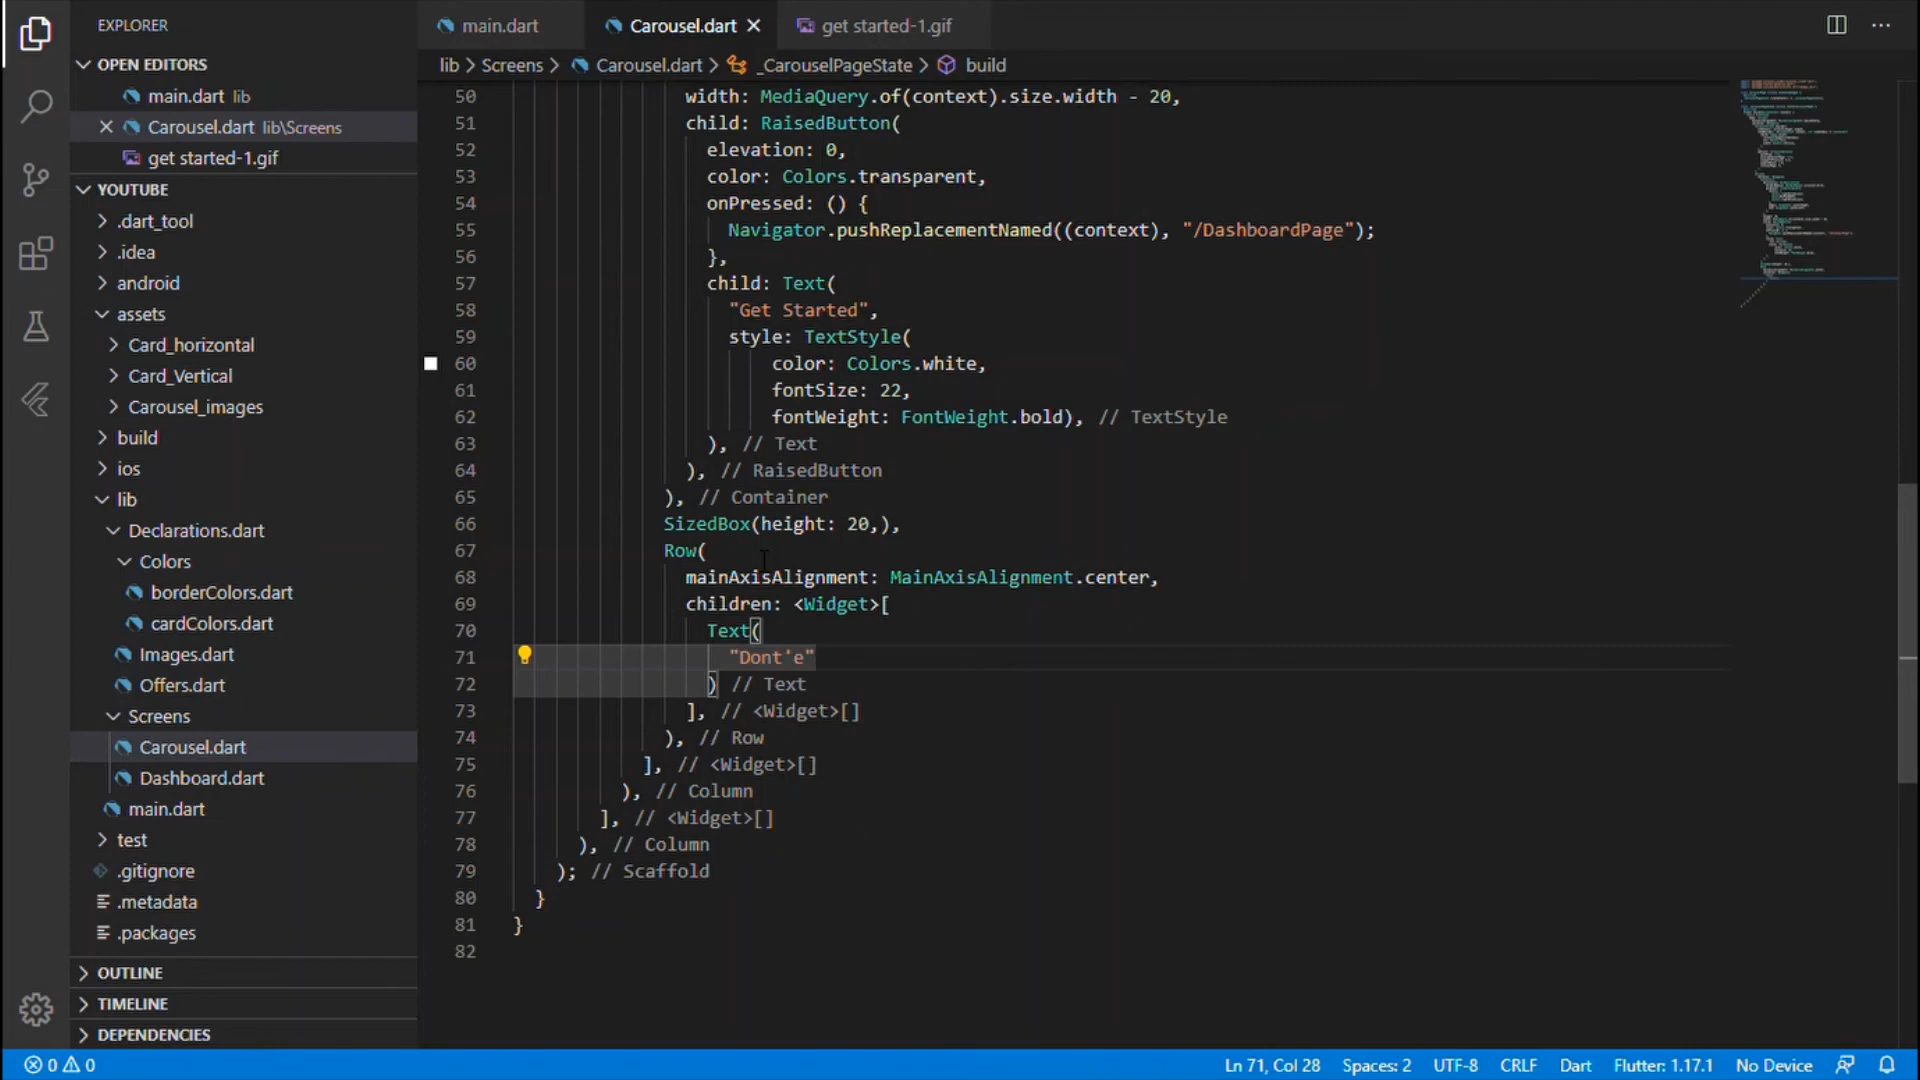 EXPLORER
OPEN EDITORS
main.dart lib
Carousel.dart lib\Screens
get started-1.gif
YOUTUBE
.dart_tool
.idea
android
assets
Card_horizontal
Card_Vertical
Carousel_images
build
ios
lib
Declarations.dart
Colors
borderColors.dart
cardColors.dart
Images.dart
Offers.dart
Screens
Carousel.dart
Dashboard.dart
main.dart
test
.gitignore
.metadata
.packages
OUTLINE
TIMELINE
DEPENDENCIES
main.dart Carousel.dart get started-1.gif
lib > Screens > Carousel.dart > _CarouselPageState > build
50 width: MediaQuery.of(context).size.width - 20,
51 child: RaisedButton(
52 elevation: 0,
53 color: Colors.transparent,
54 onPressed: () {
55 Navigator.pushReplacementNamed((context), "/DashboardPage");
56 },
57 child: Text(
58 "Get Started",
59 style: TextStyle(
60 color: Colors.white,
61 fontSize: 22,
62 fontWeight: FontWeight.bold), // TextStyle
63 ), // Text
64 ), // RaisedButton
65 ), // Container
66 SizedBox(height: 20,),
67 Row(
68 mainAxisAlignment: MainAxisAlignment.center,
69 children: <Widget>[
70 Text(
71 "Dont'e"
72 ) // Text
73 ], // <Widget>[]
74 ), // Row
75 ], // <Widget>[]
76 ), // Column
77 ], // <Widget>[]
78 ), // Column
79 ); // Scaffold
80 }
81 }
82
0 0 Ln 71, Col 28 Spaces: 2 UTF-8 CRLF Dart Flutter: 1.17.1 No Device